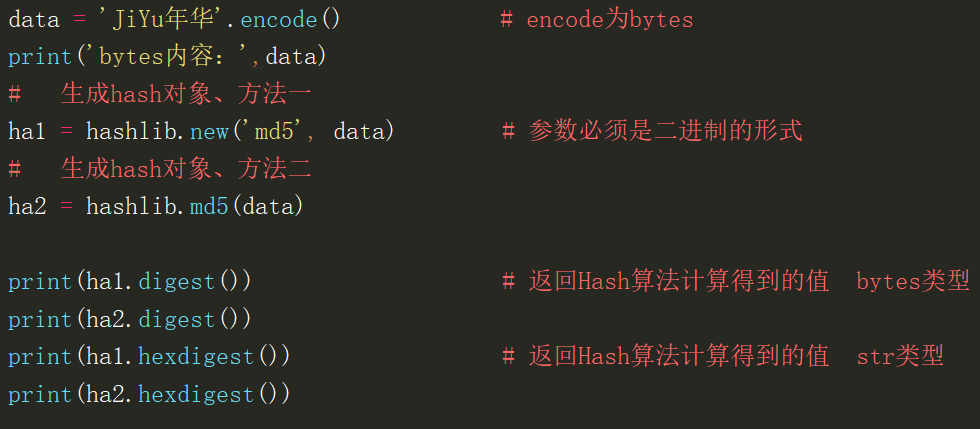 data = 'JiYu年华'.encode() # encode为bytes
print('bytes内容：',data)
# 生成hash对象、方法一
ha1 = hashlib.new('md5', data) # 参数必须是二进制的形式
# 生成hash对象、方法二
ha2 = hashlib.md5(data)
print(ha1.digest()) # 返回Hash算法计算得到的值 bytes类型
print(ha2.digest())
print(ha1.hexdigest()) # 返回Hash算法计算得到的值 str类型
print(ha2.hexdigest())